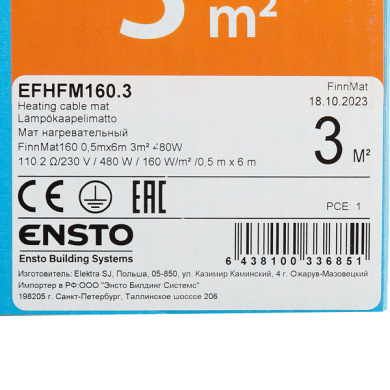 3 m²
EFHFM160.3
FinnMat
Heating cable mat
18.10.2023
Lämpökaapelimatto
Мат нагревательный
3 M²
FinnMat160 0,5mx6m 3m² 480W
110.2 Ω/230 V / 480 W / 160 W/m² /0,5 m x 6 m
CE EAC
PCE: 1
ENSTO
Ensto Building Systems
6 438100 336851
Изготовитель: Elektra SJ, Польша, 05-850, ул. Казимир Каминский, 4 г. Ожарув-Мазовецкий
Импортер в РФ:ООО "Энсто Билдинг Системс"
198205 г. Санкт-Петербург, Таллинское шоссе 206